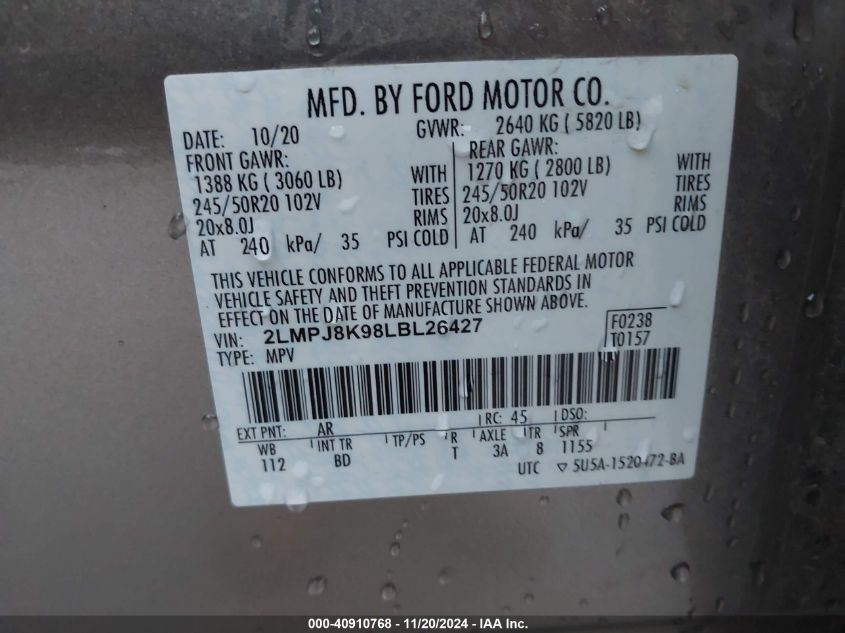 MFD. BY FORD MOTOR CO.
DATE: 10/20 GVWR: 2640 KG ( 5820 LB)
FRONT GAWR: REAR GAWR:
1388 KG ( 3060 LB) WITH 1270 KG ( 2800 LB) WITH
245/50R20 102V TIRES 245/50R20 102V TIRES
20x8.0J RIMS 20x8.0J RIMS
AT 240 kPa/ 35 PSI COLD AT 240 kPa/ 35 PSI COLD
THIS VEHICLE CONFORMS TO ALL APPLICABLE FEDERAL MOTOR
VEHICLE SAFETY AND THEFT PREVENTION STANDARDS IN
EFFECT ON THE DATE OF MANUFACTURE SHOWN ABOVE.
VIN: 2LMPJ8K98LBL26427 F0238
TYPE: MPV T0157
EXT PNT: AR RC: 45 DSO:
WB INT TR TP/PS R AXLE TR SPR
112 BD T 3A 8 1155
UTC ▽ 5U5A-1520472-BA
000-40910768 - 11/20/2024 - IAA Inc.